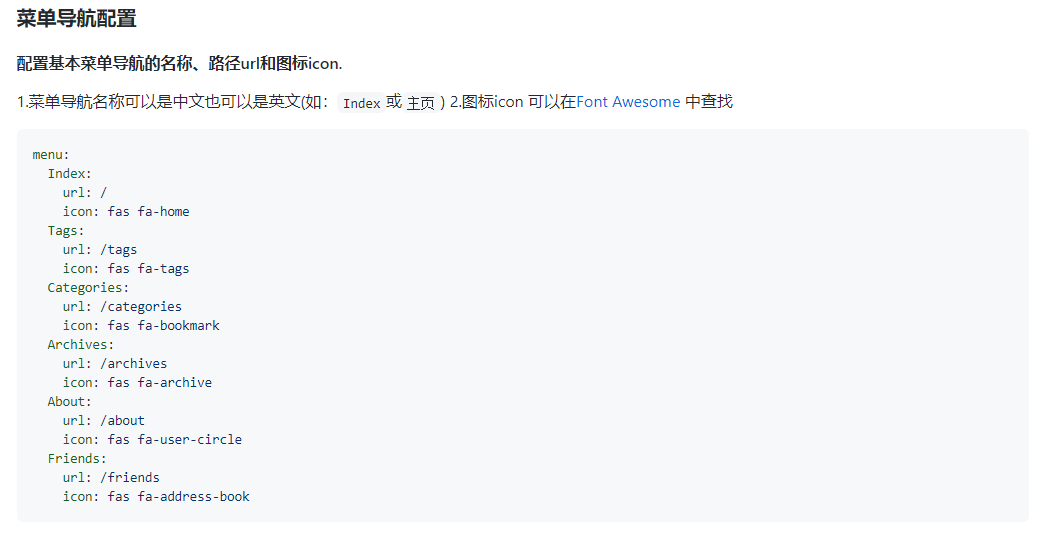 菜单导航配置
配置基本菜单导航的名称、路径url和图标icon.
1.菜单导航名称可以是中文也可以是英文(如： Index 或 主页 ) 2.图标icon 可以在Font Awesome 中查找
menu:
  Index:
    url: /
    icon: fas fa-home
  Tags:
    url: /tags
    icon: fas fa-tags
  Categories:
    url: /categories
    icon: fas fa-bookmark
  Archives:
    url: /archives
    icon: fas fa-archive
  About:
    url: /about
    icon: fas fa-user-circle
  Friends:
    url: /friends
    icon: fas fa-address-book